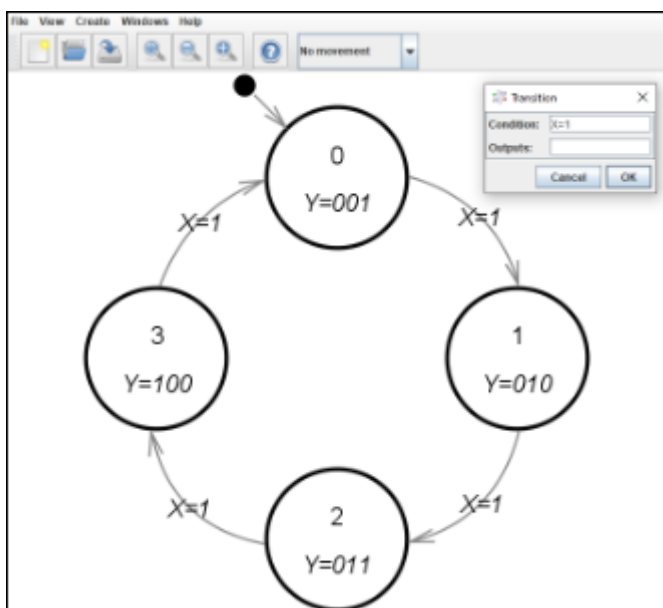 File View Create Windows Help
No movement
Transition
Condition: X=1
Outputs:
Cancel OK
0
Y=001
X=1
X=1
3
Y=100
1
Y=010
X=1
X=1
2
Y=011